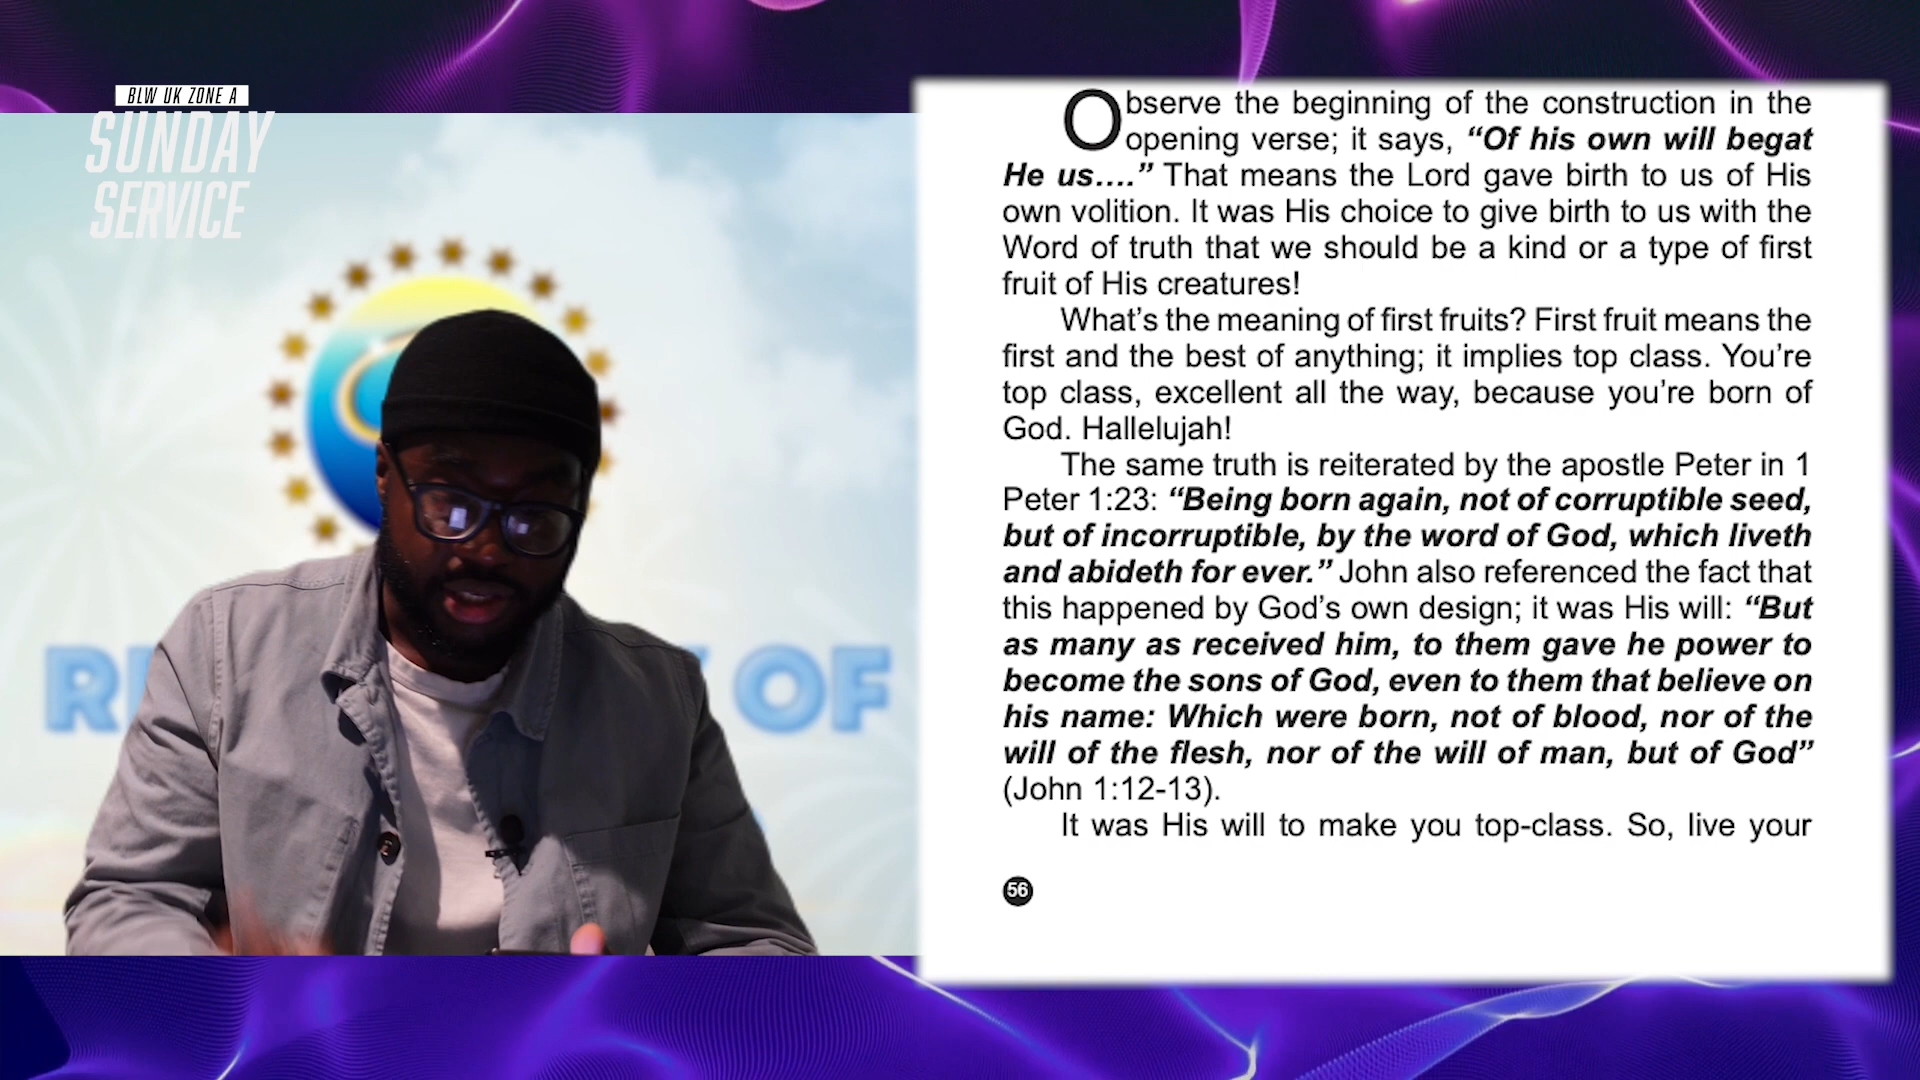 BLW UK ZONE A
SUNDAY
SERVICE
OF
Observe the beginning of the construction in the
opening verse; it says, “Of his own will begat
He us....” That means the Lord gave birth to us of His
own volition. It was His choice to give birth to us with the
Word of truth that we should be a kind or a type of first
fruit of His creatures!
What’s the meaning of first fruits? First fruit means the
first and the best of anything; it implies top class. You’re
top class, excellent all the way, because you’re born of
God. Hallelujah!
The same truth is reiterated by the apostle Peter in 1
Peter 1:23: “Being born again, not of corruptible seed,
but of incorruptible, by the word of God, which liveth
and abideth for ever.” John also referenced the fact that
this happened by God’s own design; it was His will: “But
as many as received him, to them gave he power to
become the sons of God, even to them that believe on
his name: Which were born, not of blood, nor of the
will of the flesh, nor of the will of man, but of God”
(John 1:12-13).
It was His will to make you top-class. So, live your
56